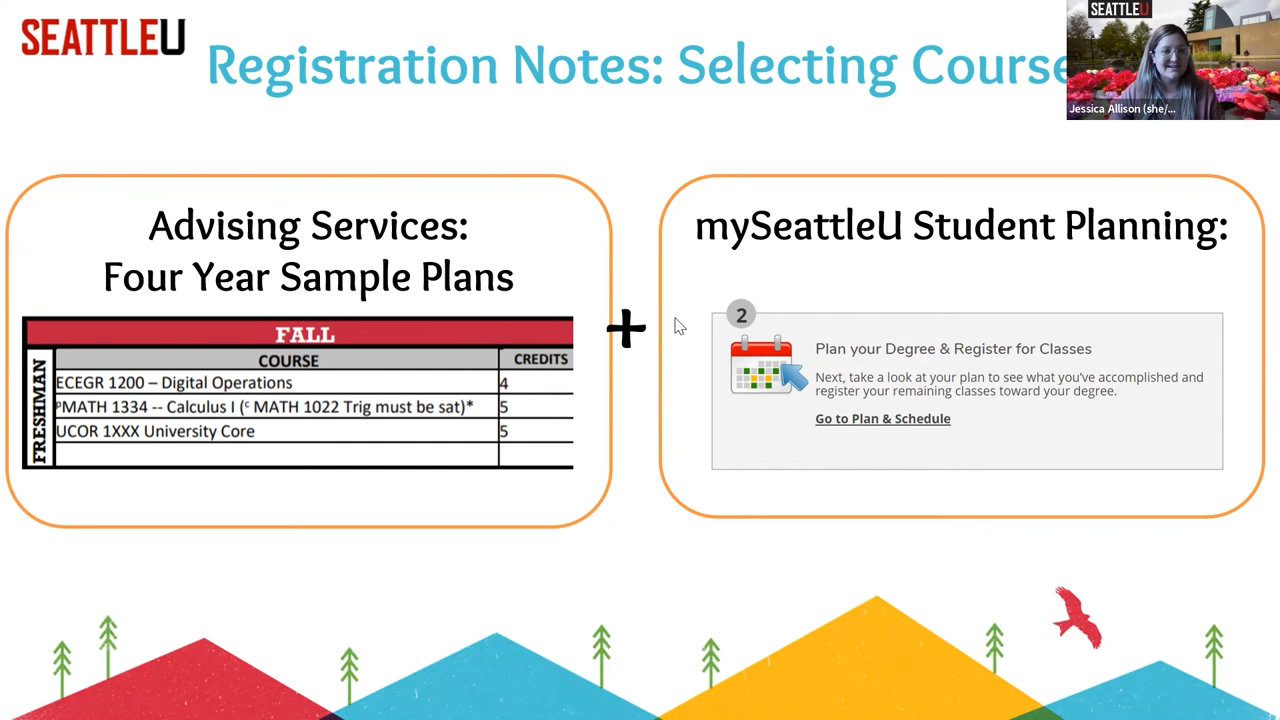 SEATTLEU
Registration Notes: Selecting Course
SEATTLEU
Jessica Allison (she/...
Advising Services:
Four Year Sample Plans
FALL
FRESHMAN
COURSE CREDITS
ECEGR 1200 – Digital Operations 4
ᵖMATH 1334 -- Calculus I (ᶜ MATH 1022 Trig must be sat)* 5
UCOR 1XXX University Core 5
+
mySeattleU Student Planning:
2
Plan your Degree & Register for Classes
Next, take a look at your plan to see what you've accomplished and
register your remaining classes toward your degree.
Go to Plan & Schedule